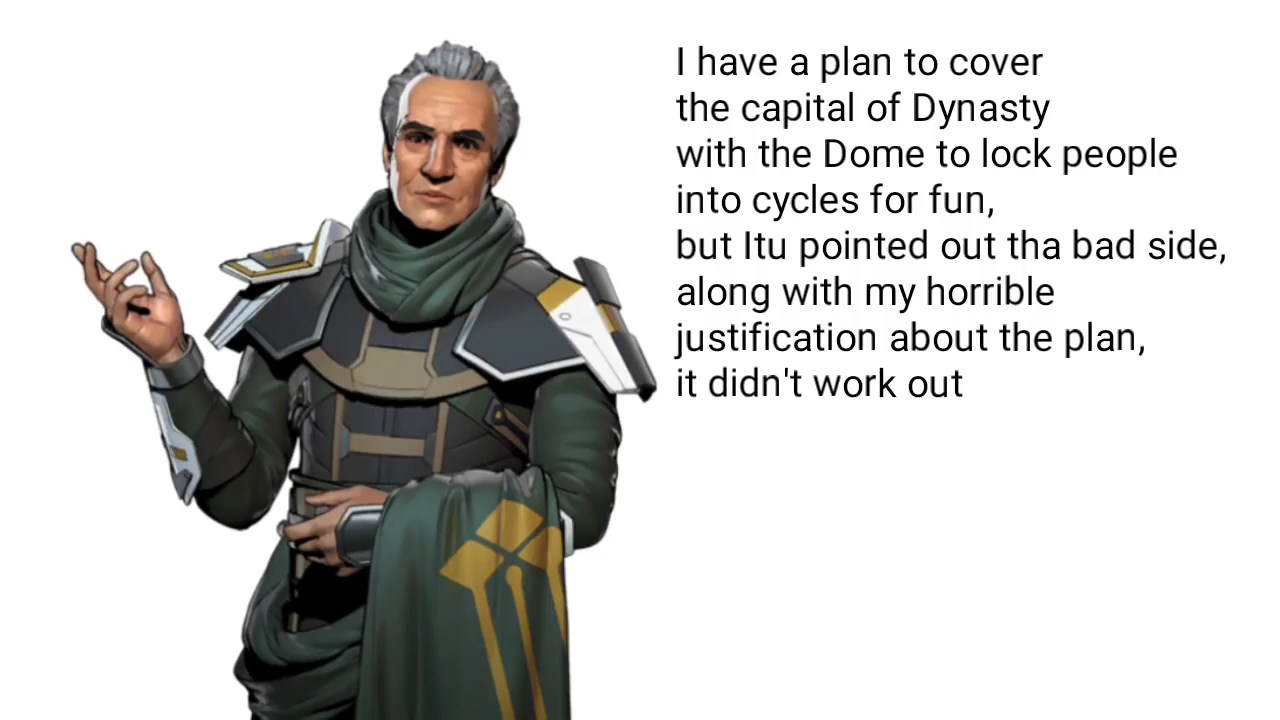 I have a plan to cover
the capital of Dynasty
with the Dome to lock people
into cycles for fun,
but Itu pointed out tha bad side,
along with my horrible
justification about the plan,
it didn't work out